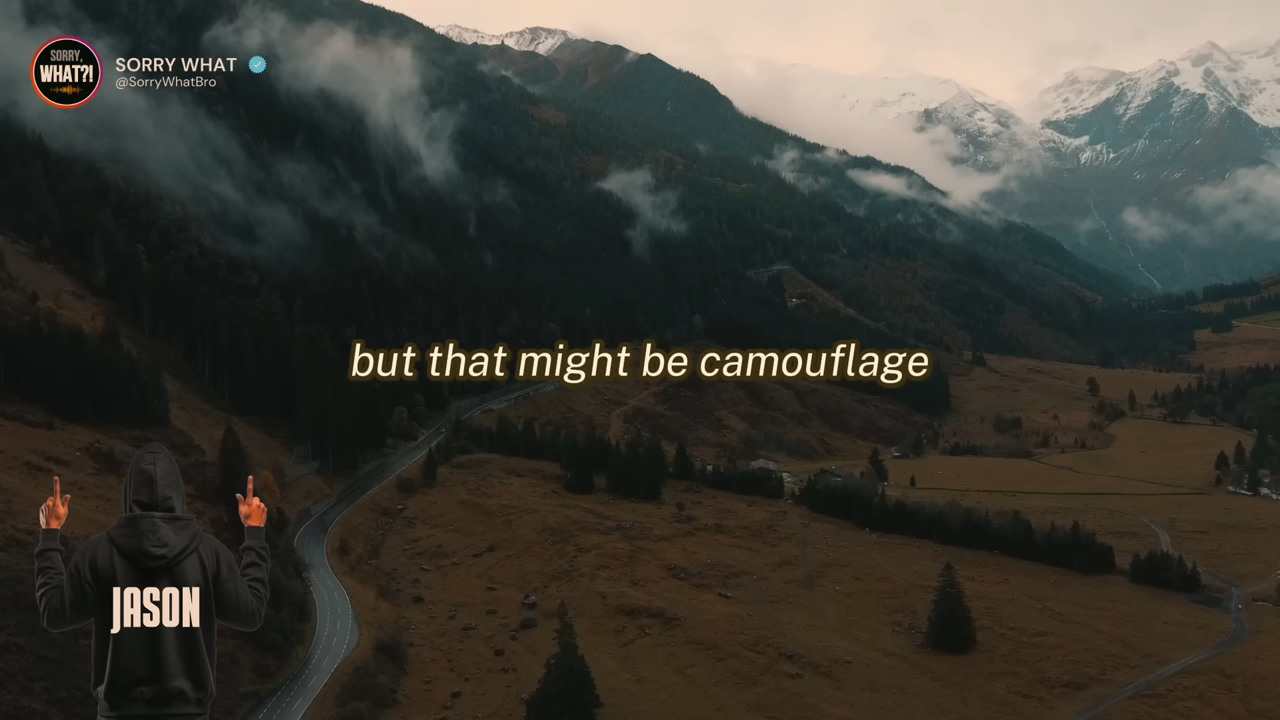 SORRY,
WHAT?!
SORRY WHAT
@SorryWhatBro
but that might be camouflage
JASON